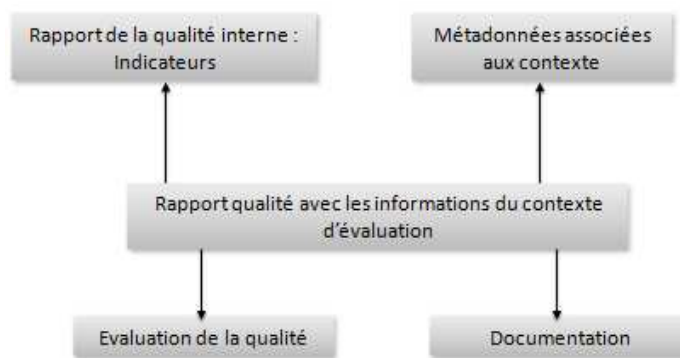 Rapport de la qualité interne :
Indicateurs
Métadonnées associées
aux contexte
Rapport qualité avec les informations du contexte
d'évaluation
Evaluation de la qualité
Documentation